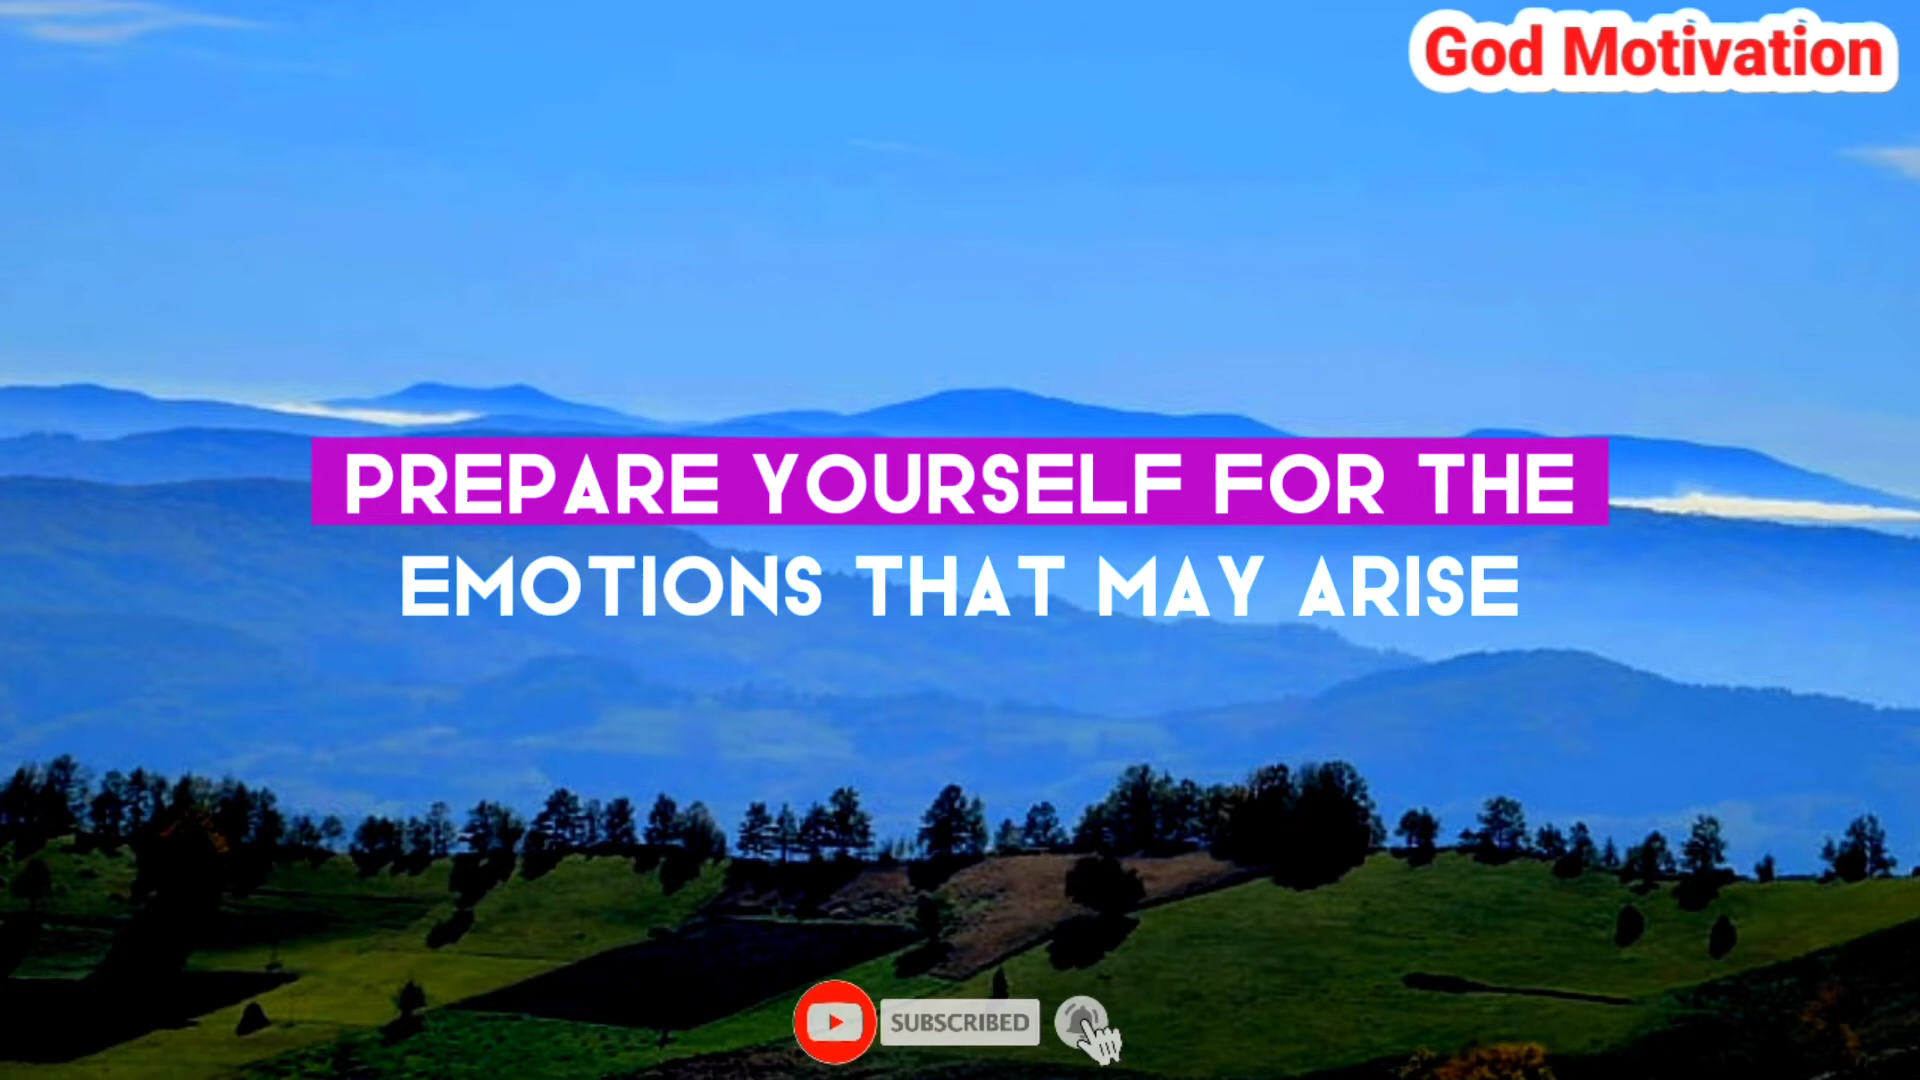 God Motivation
PREPARE YOURSELF FOR THE
EMOTIONS THAT MAY ARISE
SUBSCRIBED